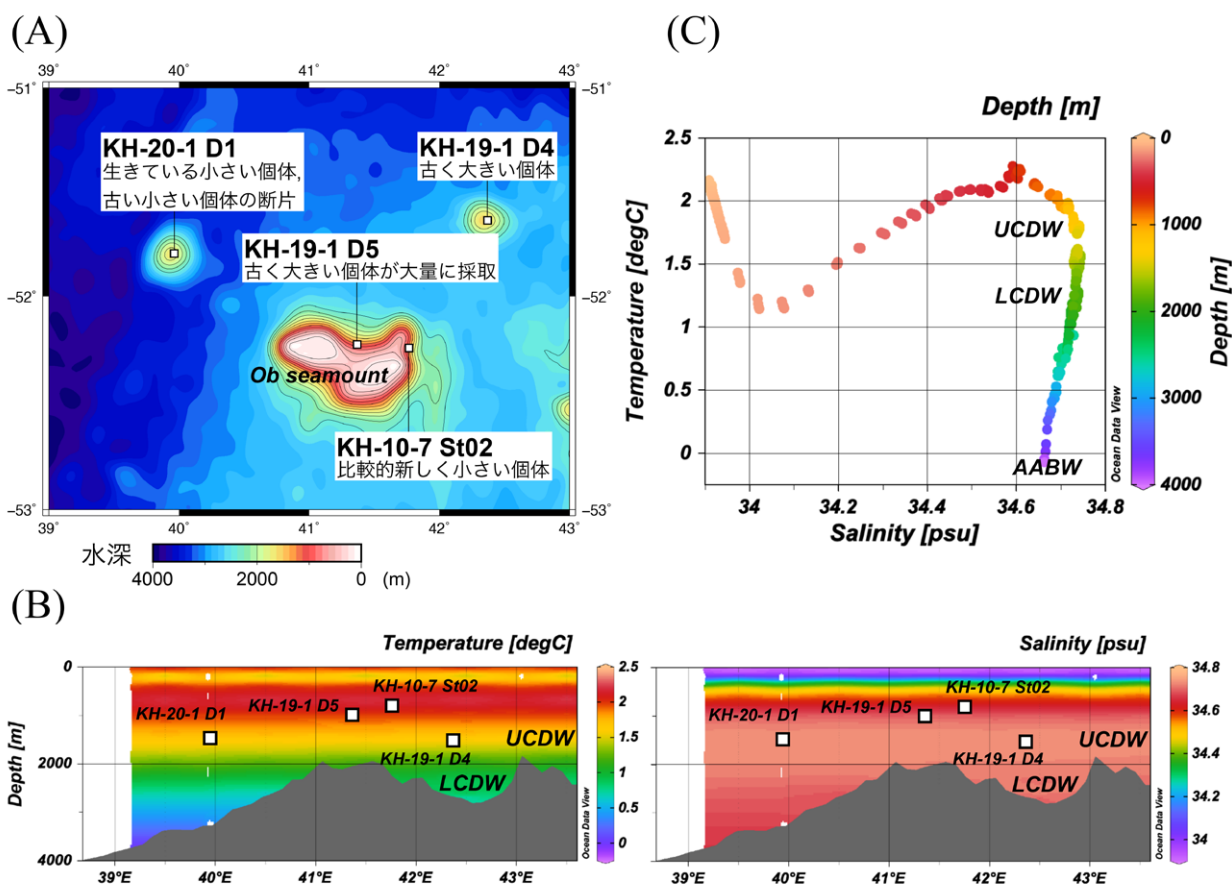 (A)
39° 40° 41° 42° 43°
−51° −51°
KH-20-1 D1
生きている小さい個体,
古い小さい個体の断片
KH-19-1 D4
古く大きい個体
KH-19-1 D5
古く大きい個体が大量に採取
−52° −52°
Ob seamount
KH-10-7 St02
比較的新しく小さい個体
−53° −53°
39° 40° 41° 42° 43°
水深
4000 2000 0 (m)
(C)
Depth [m]
2.5
2
1.5
1
0.5
0
Temperature [degC]
UCDW
LCDW
AABW
34 34.2 34.4 34.6 34.8
Salinity [psu]
Ocean Data View
0
1000
2000
3000
4000
Depth [m]
(B)
Temperature [degC]
0
2000
4000
Depth [m]
KH-20-1 D1
KH-19-1 D5
KH-10-7 St02
KH-19-1 D4
UCDW
LCDW
39°E 40°E 41°E 42°E 43°E
Ocean Data View
2.5
2
1.5
1
0.5
0
Salinity [psu]
KH-20-1 D1
KH-19-1 D5
KH-10-7 St02
KH-19-1 D4
UCDW
LCDW
39°E 40°E 41°E 42°E 43°E
Ocean Data View
34.8
34.6
34.4
34.2
34